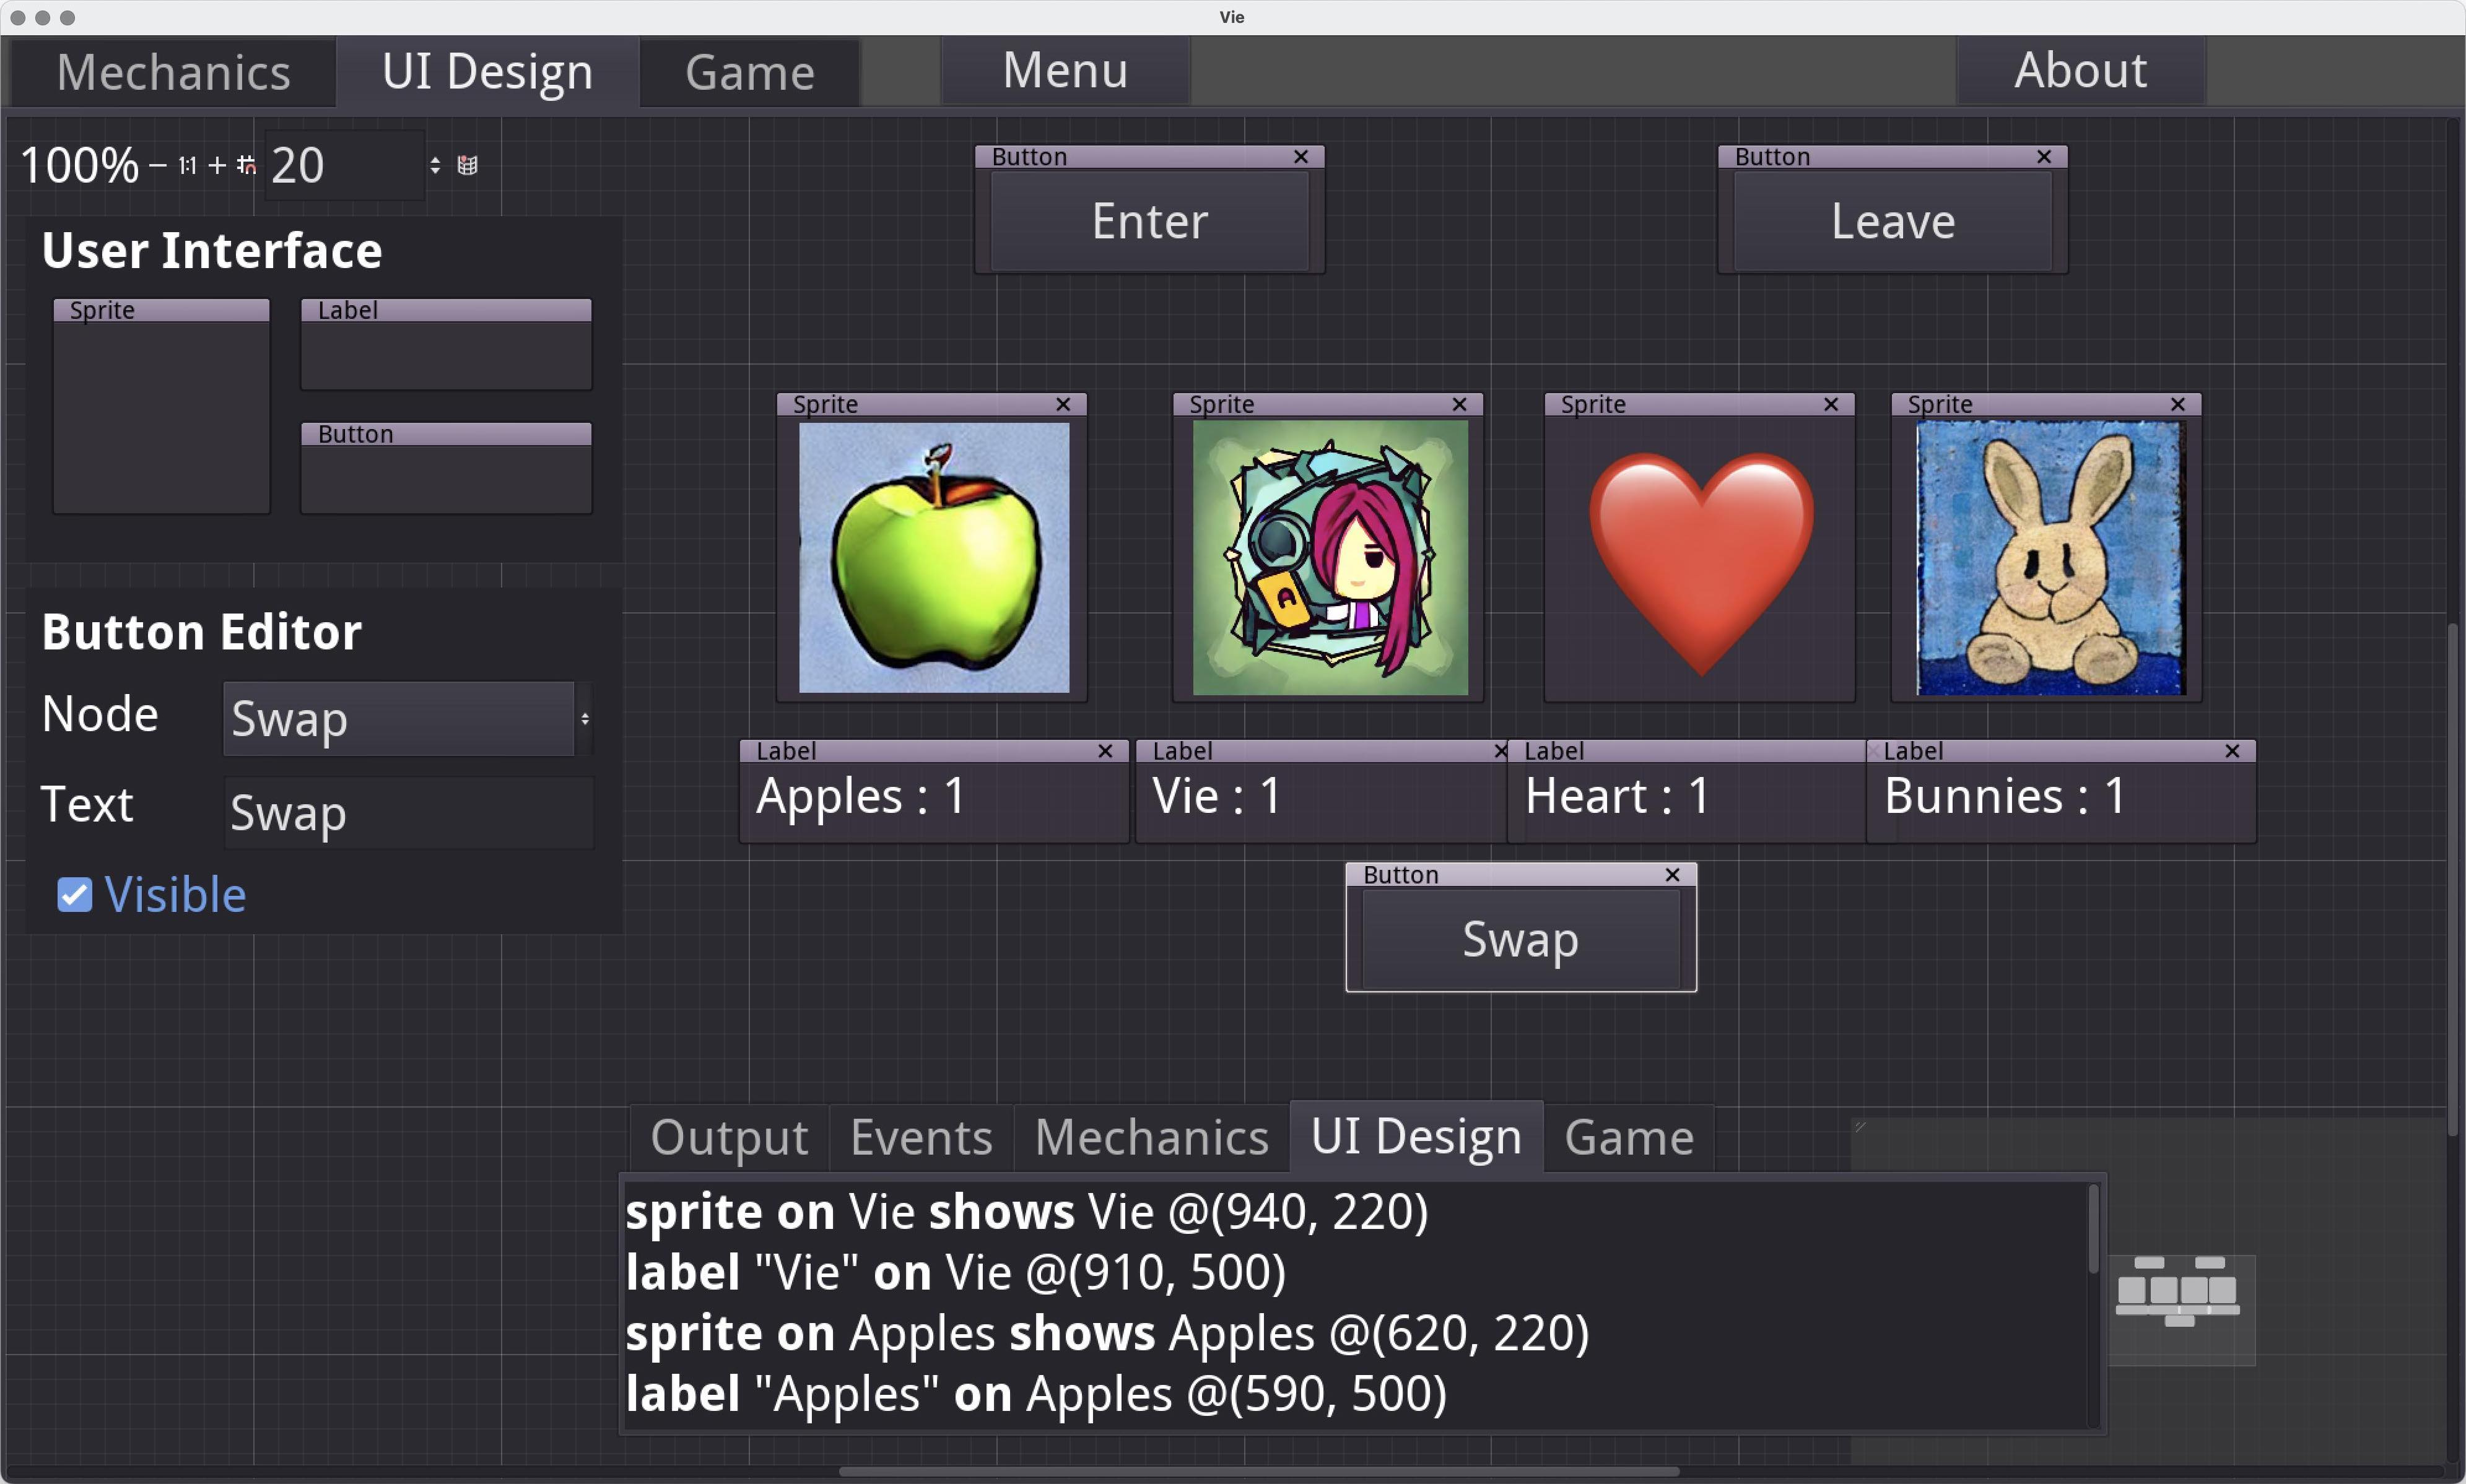 Vie
Mechanics UI Design Game Menu About
100% 1:1 20
User Interface
Sprite Label
Button
Button Editor
Node Swap
Text Swap
Visible
Button Button
Enter Leave
Sprite Sprite Sprite Sprite
Label Label Label Label
Apples : 1 Vie : 1 Heart : 1 Bunnies : 1
Button
Swap
Output Events Mechanics UI Design Game
sprite on Vie shows Vie @(940, 220)
label "Vie" on Vie @(910, 500)
sprite on Apples shows Apples @(620, 220)
label "Apples" on Apples @(590, 500)